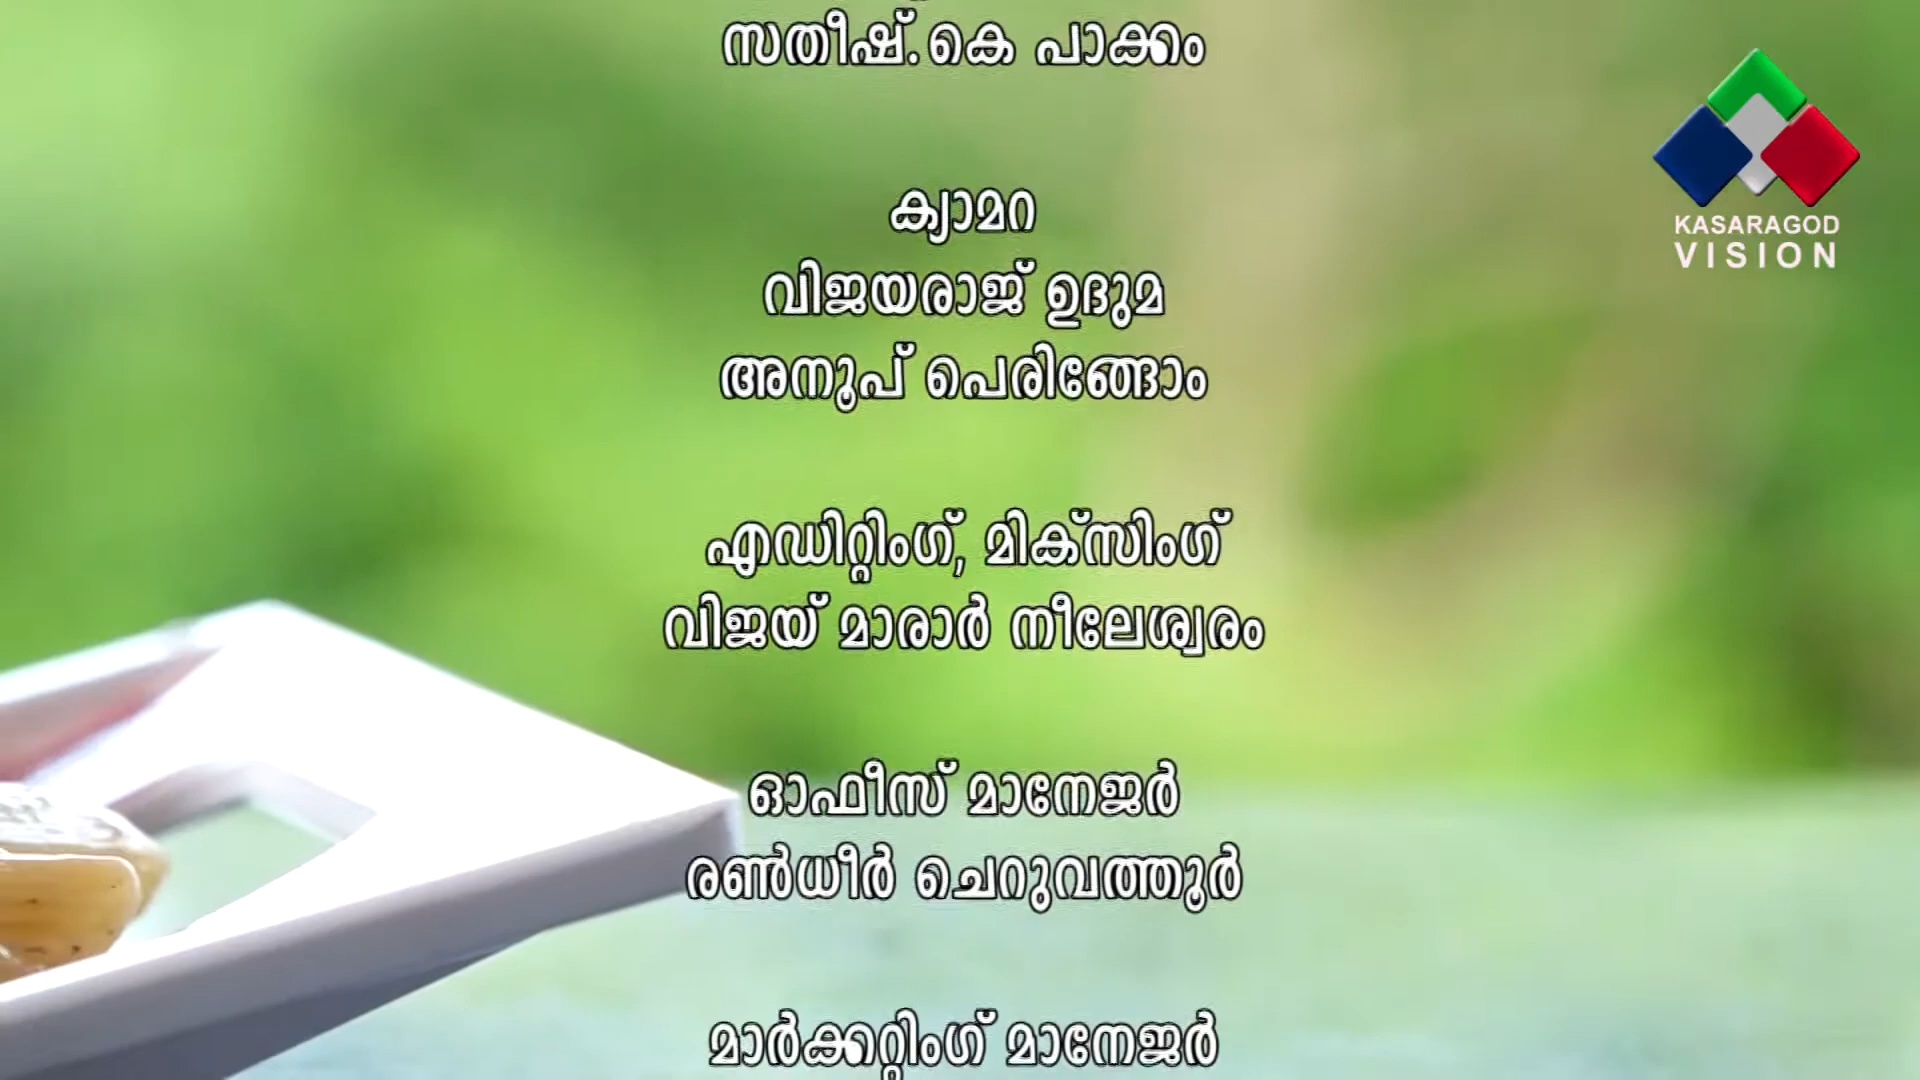 സതീഷ്.കെ പാക്കം
KASARAGOD
VISION
ക്യാമറ
വിജയരാജ് ഉദുമ
അനൂപ് പെരിങ്ങോം
എഡിറ്റിംഗ്, മിക്സിംഗ്
വിജയ് മാരാർ നീലേശ്വരം
ഓഫീസ് മാനേജർ
രൺധീർ ചെറുവത്തൂർ
മാർക്കറ്റിംഗ് മാനേജർ